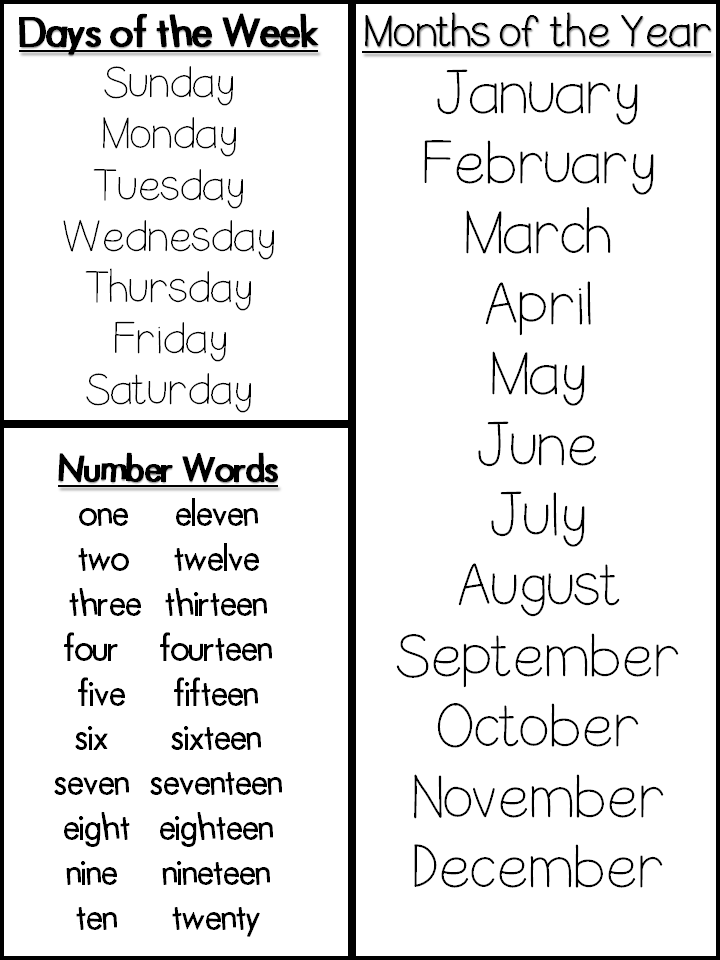 Days of the Week
Sunday
Monday
Tuesday
Wednesday
Thursday
Friday
Saturday
Number Words
one eleven
two twelve
three thirteen
four fourteen
five fifteen
six sixteen
seven seventeen
eight eighteen
nine nineteen
ten twenty
Months of the Year
January
February
March
April
May
June
July
August
September
October
November
December